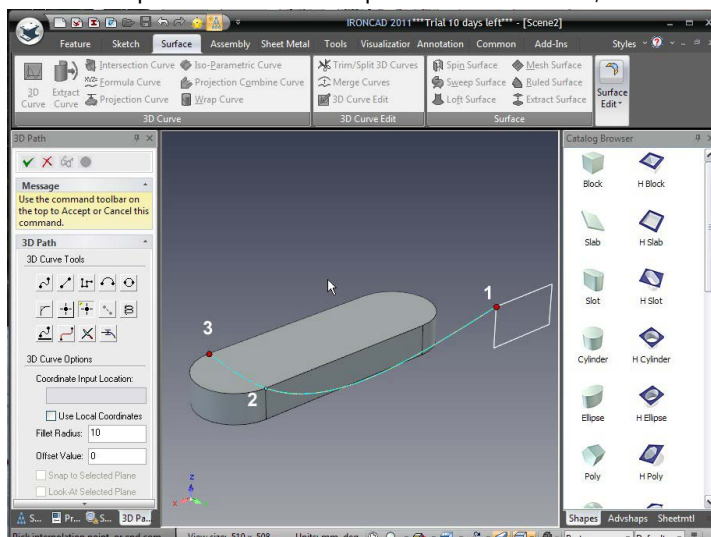 IRONCAD 2011***Trial 10 days left*** - [Scene2]
Feature Sketch Surface Assembly Sheet Metal Tools Visualization Annotation Common Add-Ins Styles
Intersection Curve Iso-Parametric Curve Trim/Split 3D Curves Spin Surface Mesh Surface
3D Curve Extract Curve Formula Curve Projection Combine Curve Merge Curves Sweep Surface Ruled Surface Surface Edit
Projection Curve Wrap Curve 3D Curve Edit Loft Surface Extract Surface
3D Curve 3D Curve Edit Surface
3D Path
Message
Use the command toolbar on
the top to Accept or Cancel this
command.
3D Path
3D Curve Tools
3D Curve Options
Coordinate Input Location:
Use Local Coordinates
Fillet Radius: 10
Offset Value: 0
Snap to Selected Plane
Look-At Selected Plane
S... Pr... S... 3D Pa...
1
3
2
z
x
Catalog Browser
Block H Block
Slab H Slab
Slot H Slot
Cylinder H Cylinder
Ellipse H Ellipse
Poly H Poly
Shapes Advshaps Sheetmtl